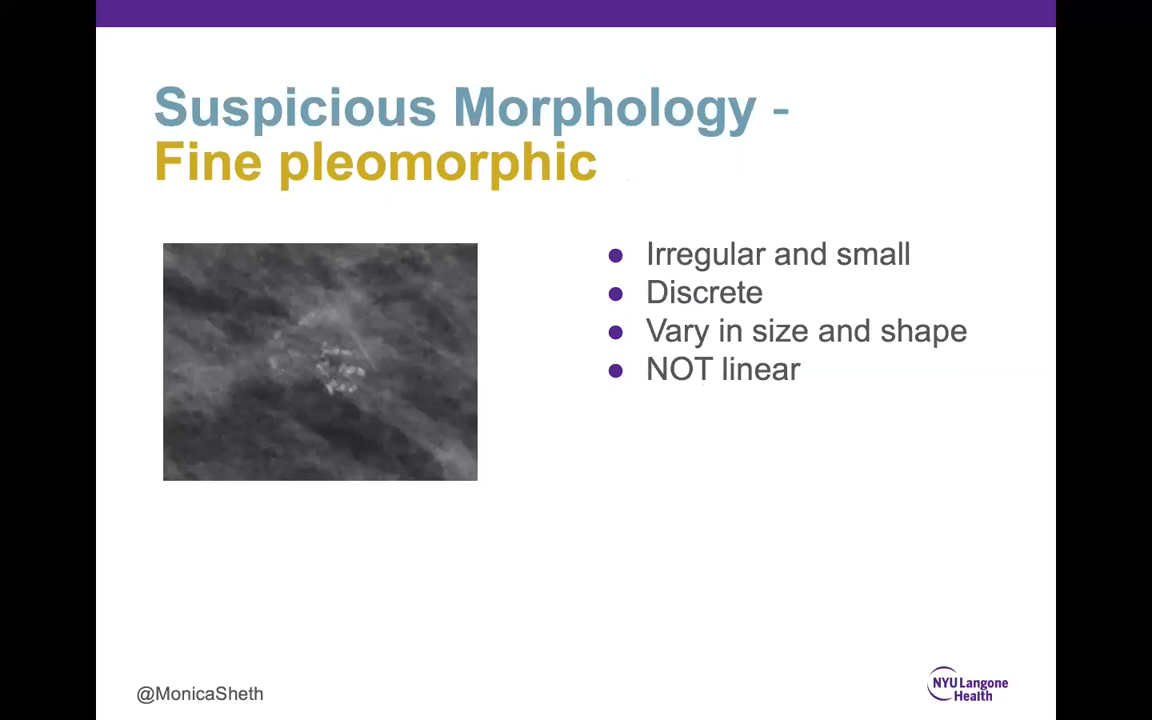 Suspicious Morphology -
Fine pleomorphic
● Irregular and small
● Discrete
● Vary in size and shape
● NOT linear
@MonicaSheth
NYU Langone
Health